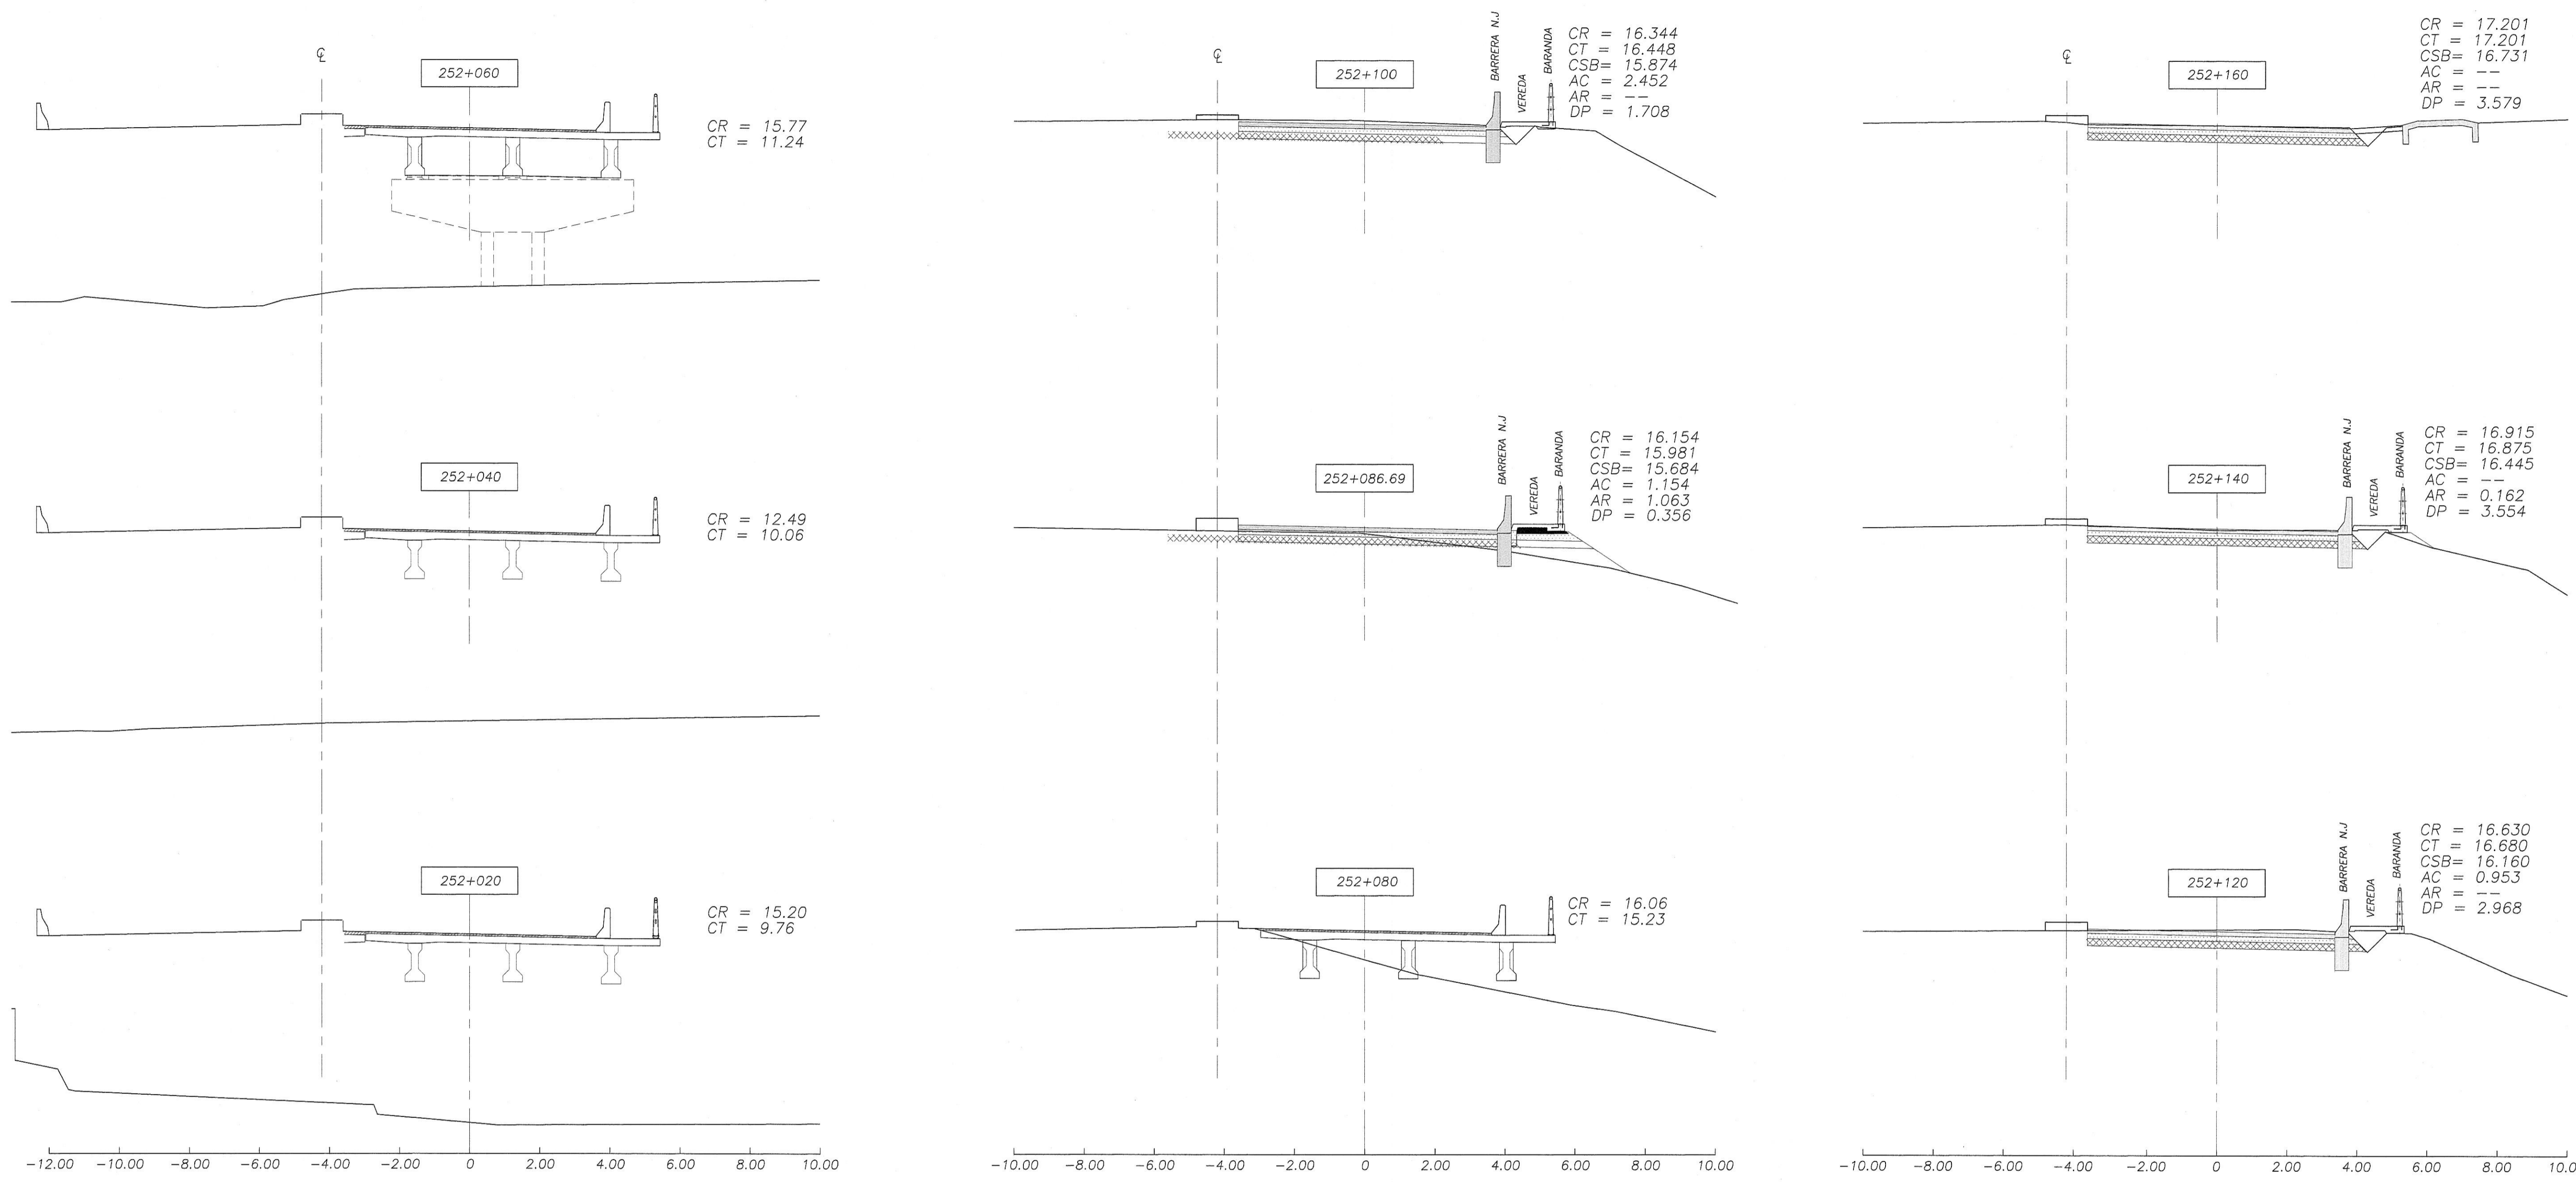 ℄
252+060
CR = 15.77
CT = 11.24
252+040
CR = 12.49
CT = 10.06
252+020
CR = 15.20
CT = 9.76
-12.00 -10.00 -8.00 -6.00 -4.00 -2.00 0 2.00 4.00 6.00 8.00 10.00
℄
252+100
BARRERA N.J
VEREDA
BARANDA
CR = 16.344
CT = 16.448
CSB= 15.874
AC = 2.452
AR = --
DP = 1.708
252+086.69
BARRERA N.J
VEREDA
BARANDA
CR = 16.154
CT = 15.981
CSB= 15.684
AC = 1.154
AR = 1.063
DP = 0.356
252+080
CR = 16.06
CT = 15.23
-10.00 -8.00 -6.00 -4.00 -2.00 0 2.00 4.00 6.00 8.00 10.00
℄
252+160
CR = 17.201
CT = 17.201
CSB= 16.731
AC = --
AR = --
DP = 3.579
252+140
BARRERA N.J
VEREDA
BARANDA
CR = 16.915
CT = 16.875
CSB= 16.445
AC = --
AR = 0.162
DP = 3.554
252+120
BARRERA N.J
VEREDA
BARANDA
CR = 16.630
CT = 16.680
CSB= 16.160
AC = 0.953
AR = --
DP = 2.968
-10.00 -8.00 -6.00 -4.00 -2.00 0 2.00 4.00 6.00 8.00 10.0